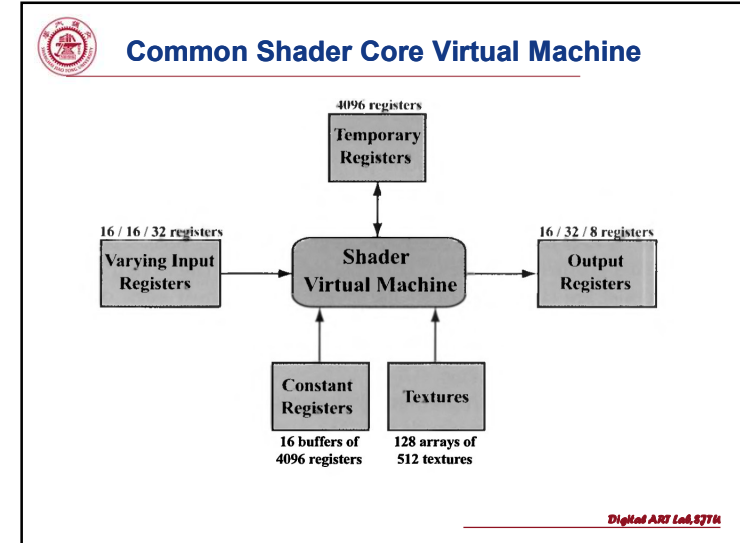 Common Shader Core Virtual Machine
4096 registers
Temporary
Registers
16 / 16 / 32 registers
Varying Input
Registers
Shader
Virtual Machine
16 / 32 / 8 registers
Output
Registers
Constant
Registers
16 buffers of
4096 registers
Textures
128 arrays of
512 textures
Digital ART Lab,SJTU